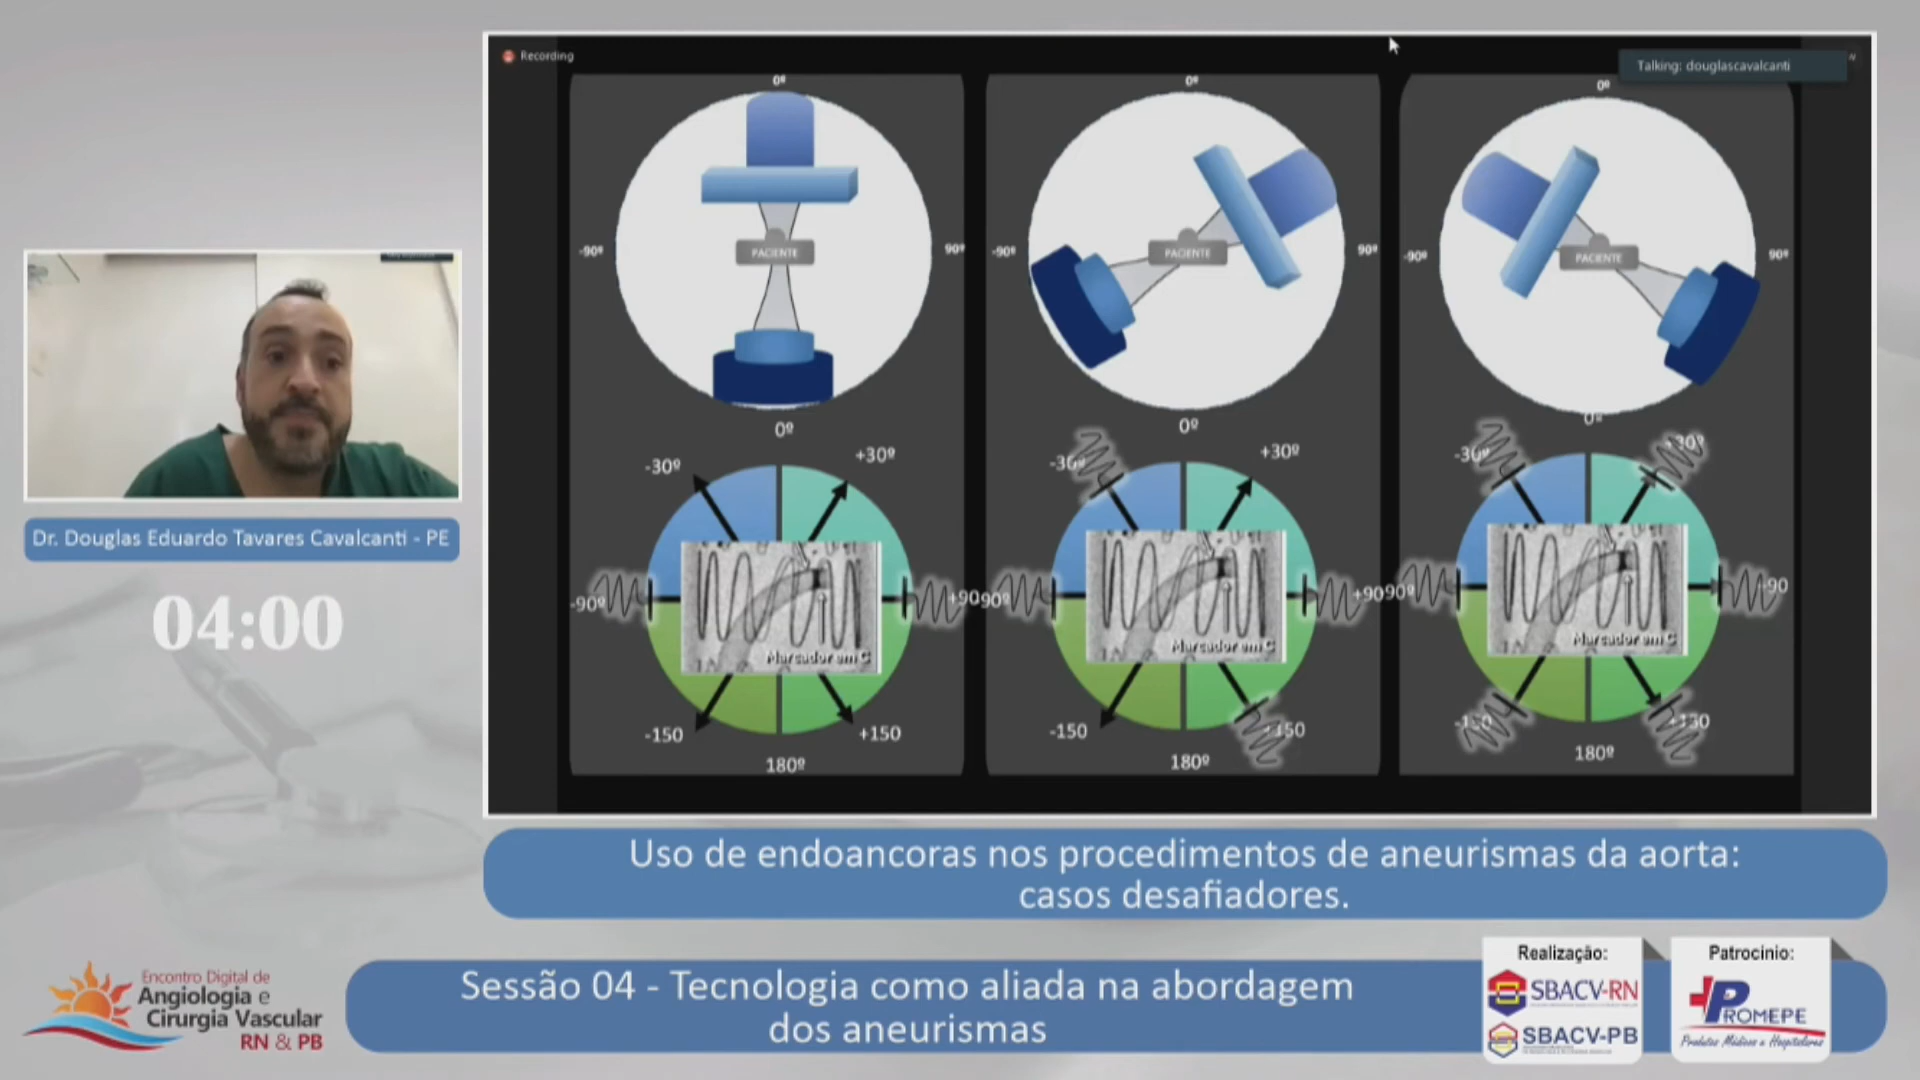 Recording
Talking: douglascavalcanti
0º
-90º
PACIENTE
90º
0º
-90º
PACIENTE
90º
0º
-90º
PACIENTE
90º
0º
-30º
+30º
-90º
+90
Marcador em C
-150
+150
180º
0º
-30º
+30º
90º
+90
Marcador em C
-150
180º
0º
-30º
90º
Marcador em C
180º
Dr. Douglas Eduardo Tavares Cavalcanti - PE
04:00
Uso de endoancoras nos procedimentos de aneurismas da aorta:
casos desafiadores.
Sessão 04 - Tecnologia como aliada na abordagem
dos aneurismas
Encontro Digital de
Angiologia e
Cirurgia Vascular
RN & PB
Realização:
SBACV-RN
SBACV-PB
Patrocinio:
PROMEPE
Produtos Médicos e Hospitalares